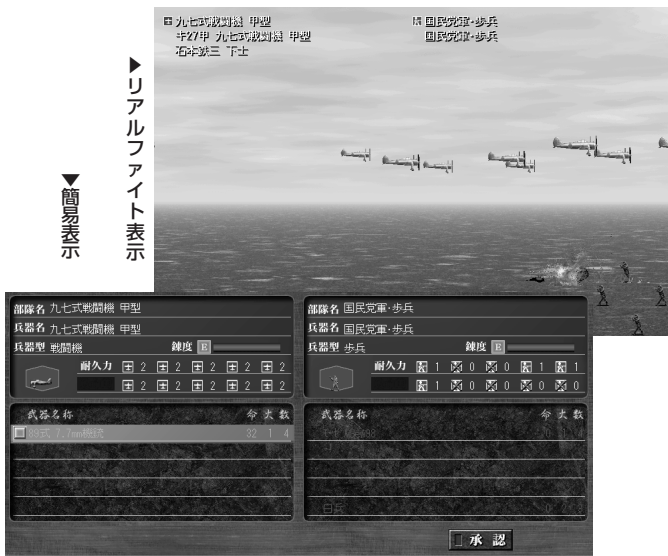 九七式戦闘機 甲型
キ27甲 九七式戦闘機 甲型
石本鉄三 下士
国民党軍・歩兵
国民党軍・歩兵
▶リアルファイト表示
▼簡易表示
部隊名 九七式戦闘機 甲型
兵器名 九七式戦闘機 甲型
兵器型 戦闘機 錬度 E
耐久力 2 2 2 2 2
2 2 2 2 2
武器名称 命 大 数
89式 7.7mm機銃 32 1 4
部隊名 国民党軍・歩兵
兵器名 国民党軍・歩兵
兵器型 歩兵 錬度 E
耐久力 1 0 0 1 1
1 0 0 0 0
武器名称 命 大 数
白兵
承 認